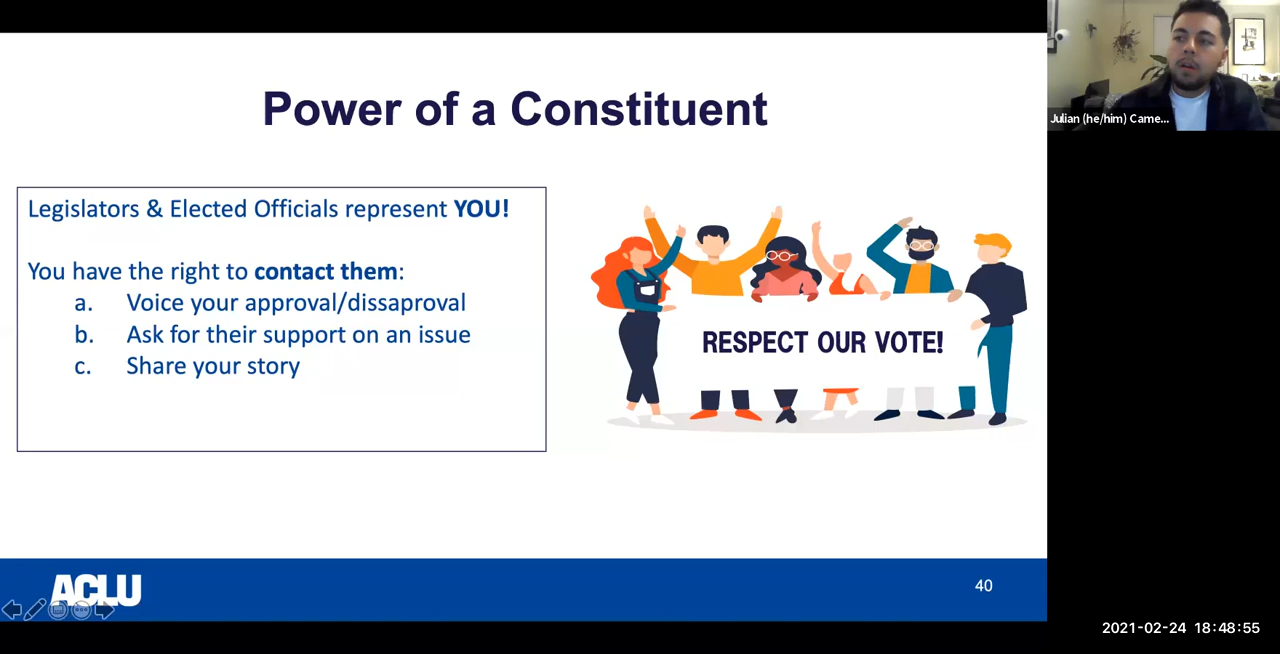 Power of a Constituent
Legislators & Elected Officials represent YOU!
You have the right to contact them:
a. Voice your approval/dissaproval
b. Ask for their support on an issue
c. Share your story
RESPECT OUR VOTE!
ACLU
40
Julian (he/him) Came...
2021-02-24 18:48:55